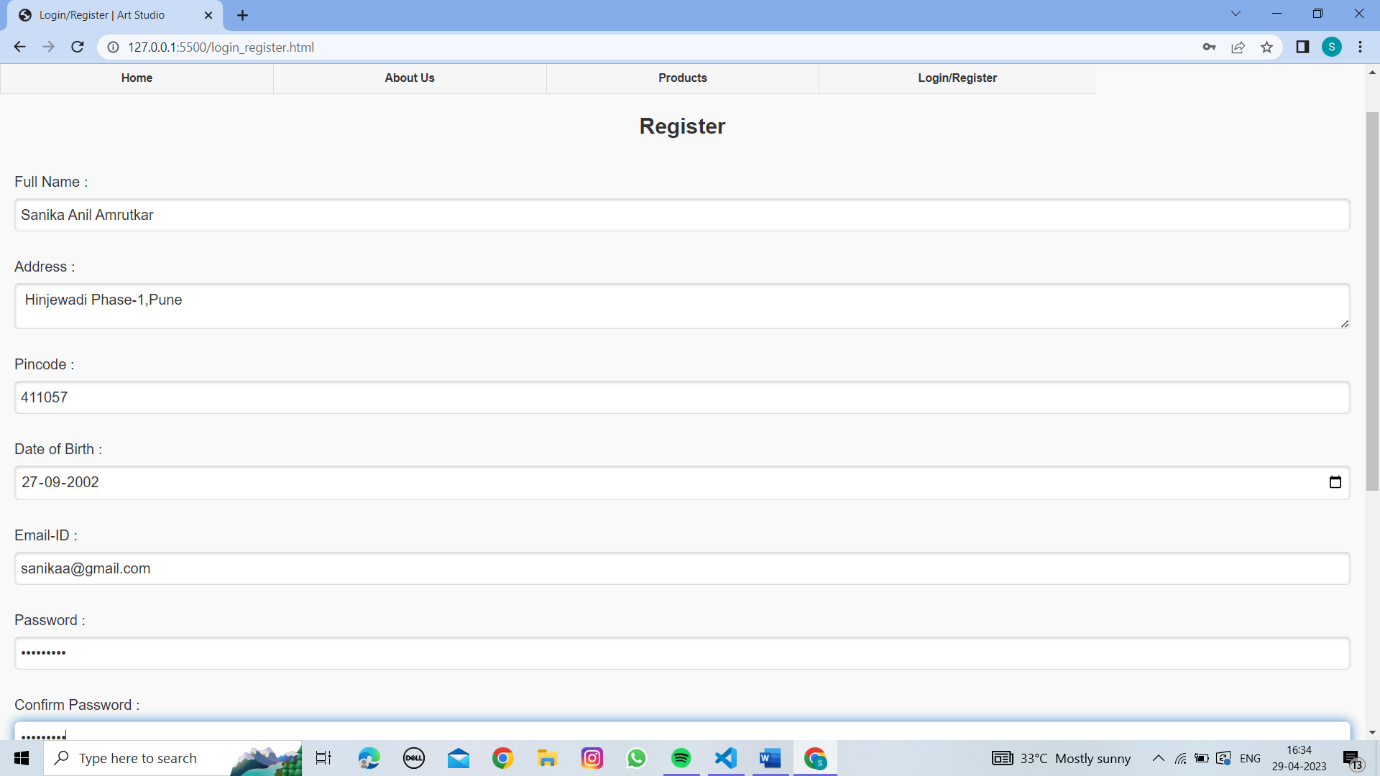 Login/Register | Art Studio
127.0.0.1:5500/login_register.html
S
Home About Us Products Login/Register
Register
Full Name :
Sanika Anil Amrutkar
Address :
Hinjewadi Phase-1,Pune
Pincode :
411057
Date of Birth :
27-09-2002
Email-ID :
sanikaa@gmail.com
Password :
•••••••••
Confirm Password :
•••••••••
Type here to search
DELL
W
S
33°C Mostly sunny
ENG
16:34
29-04-2023
13